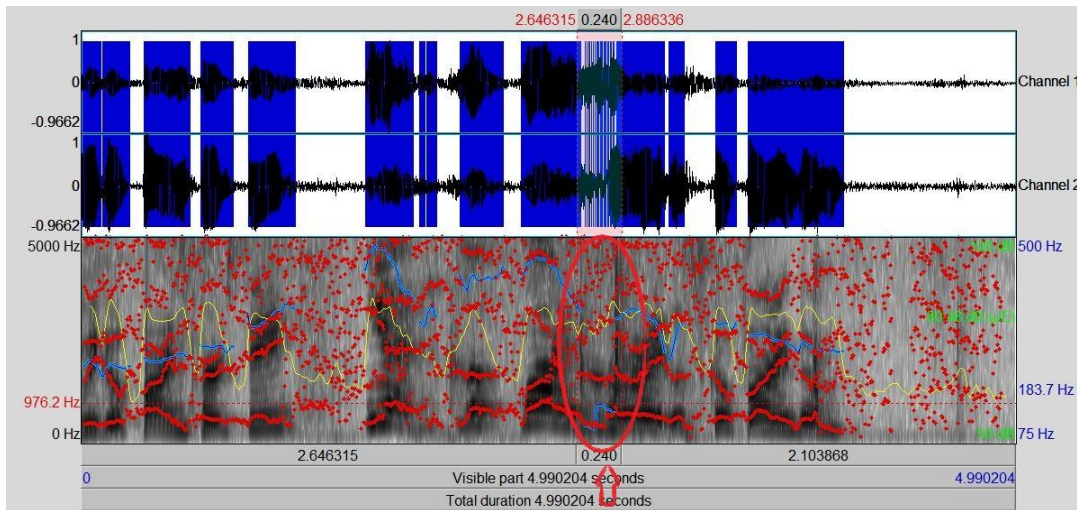 2.646315 0.240 2.886336
1
0
-0.9662
Channel 1
1
0
-0.9662
Channel 2
5000 Hz
500 Hz
976.2 Hz
183.7 Hz
0 Hz
75 Hz
2.646315 0.240 2.103868
0 Visible part 4.990204 seconds 4.990204
Total duration 4.990204 seconds